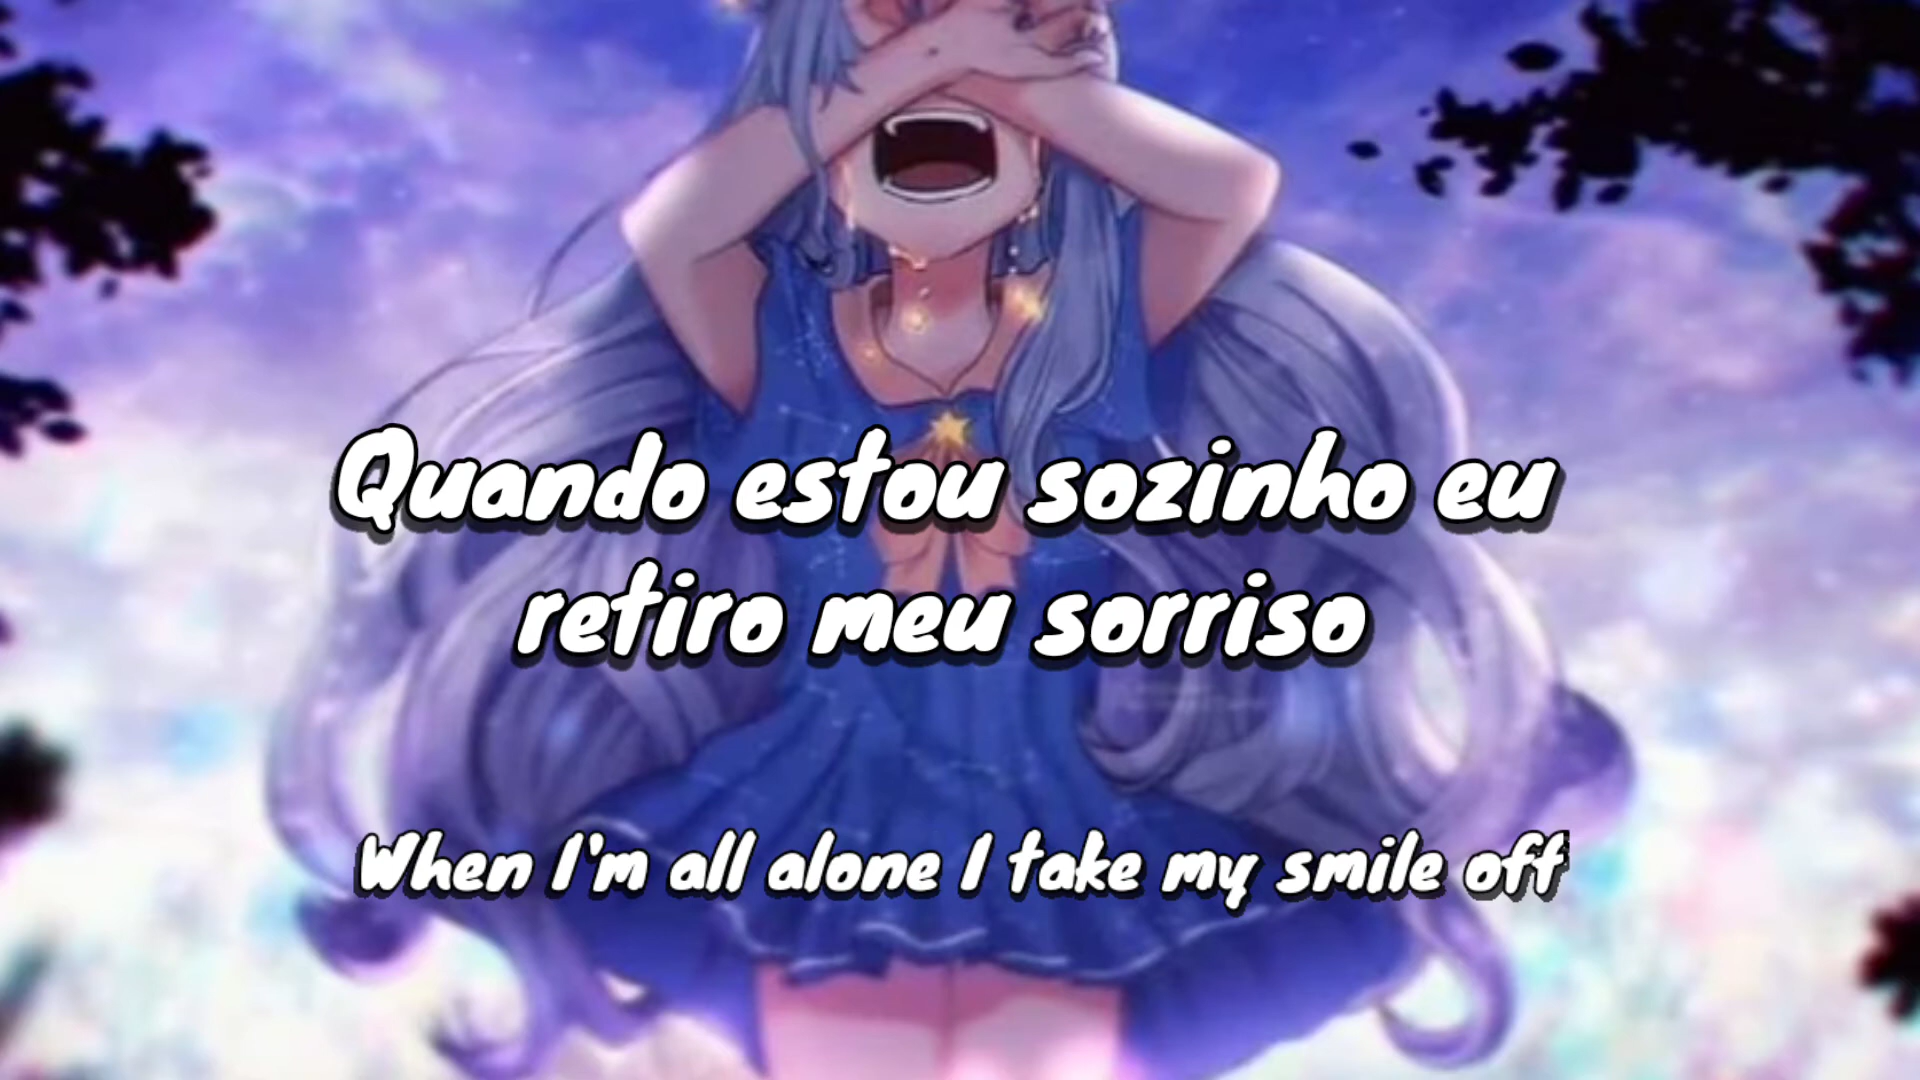 Quando estou sozinho eu
retiro meu sorriso
When I'm all alone I take my smile off